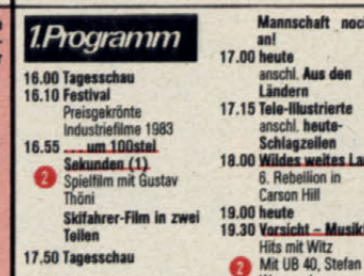 1.Programm
16.00 Tagesschau
16.10 Festival
Preisgekrönte
Industriefilme 1983
16.55 ....um 100stel
Sekunden (1)
2 Spielfilm mit Gustav
Thöni
Skifahrer-Film in zwei
Teilen
17.50 Tagesschau
Mannschaft noch
an!
17.00 heute
anschl. Aus den
Ländern
17.15 Tele-Illustrierte
anschl. heute-
Schlagzeilen
18.00 Wildes weites
6. Rebellion in
Carson Hill
19.00 heute
19.30 Vorsicht – Musik
Hits mit Witz
2 Mit UB 40, Stefan